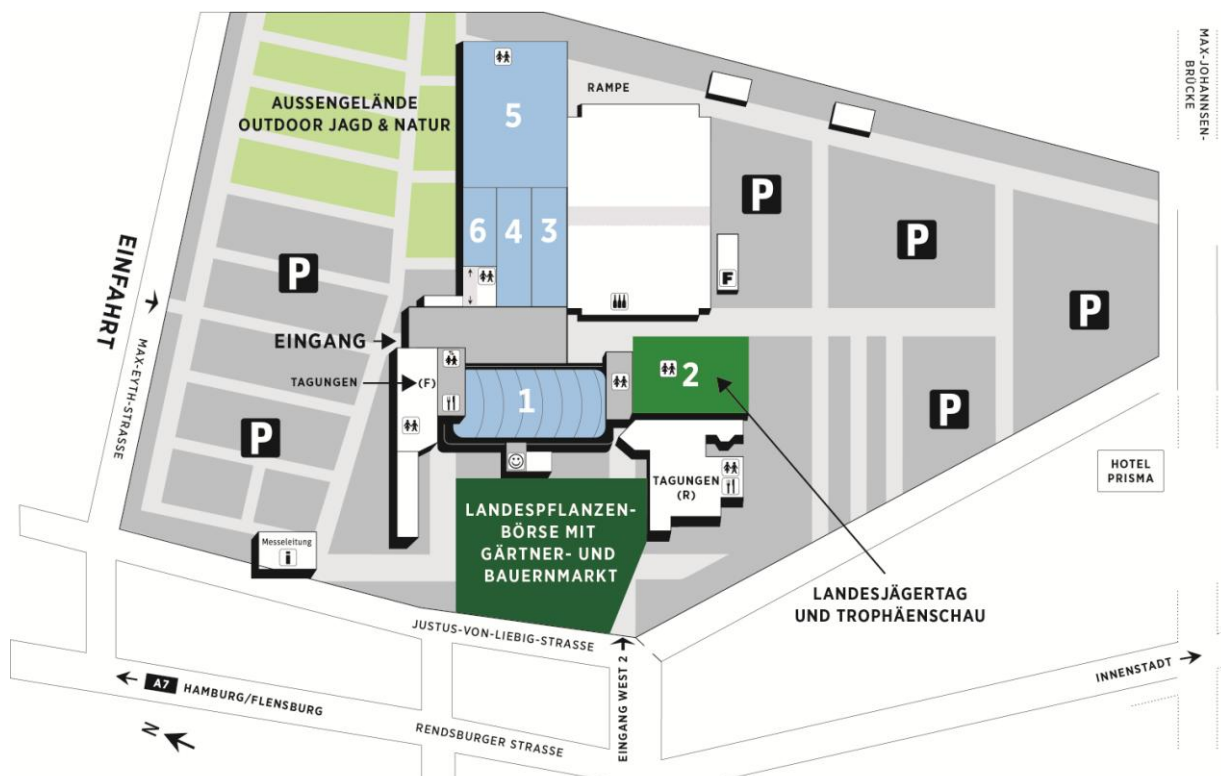 MAX-JOHANNSEN-
BRÜCKE
RAMPE
AUSSENGELÄNDE
OUTDOOR JAGD & NATUR
5
P
6
4
3
P
F
P
P
EINFAHRT
MAX-EYTH-STRASSE
EINGANG
TAGUNGEN
(F)
1
2
P
P
TAGUNGEN
(R)
HOTEL
PRISMA
LANDESPFLANZEN-
BÖRSE MIT
GÄRTNER- UND
BAUERNMARKT
Messeleitung
i
LANDESJÄGERTAG
UND TROPHÄENSCHAU
JUSTUS-VON-LIEBIG-STRASSE
EINGANG WEST 2
INNENSTADT
A7 HAMBURG/FLENSBURG
RENDSBURGER STRASSE
N